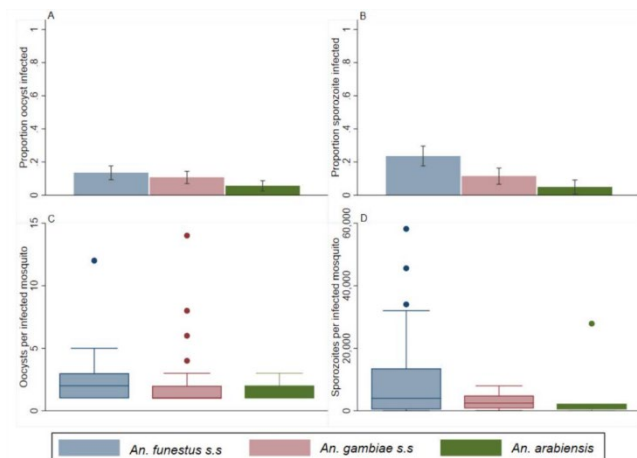 A
B
Proportion oocyst infected
1
.8
.6
.4
.2
0
Proportion sporozoite infected
1
.8
.6
.4
.2
0
C
D
Oocysts per infected mosquito
15
10
5
0
Sporozoites per infected mosquito
60,000
40,000
20,000
0
An. funestus s.s
An. gambiae s.s
An. arabiensis